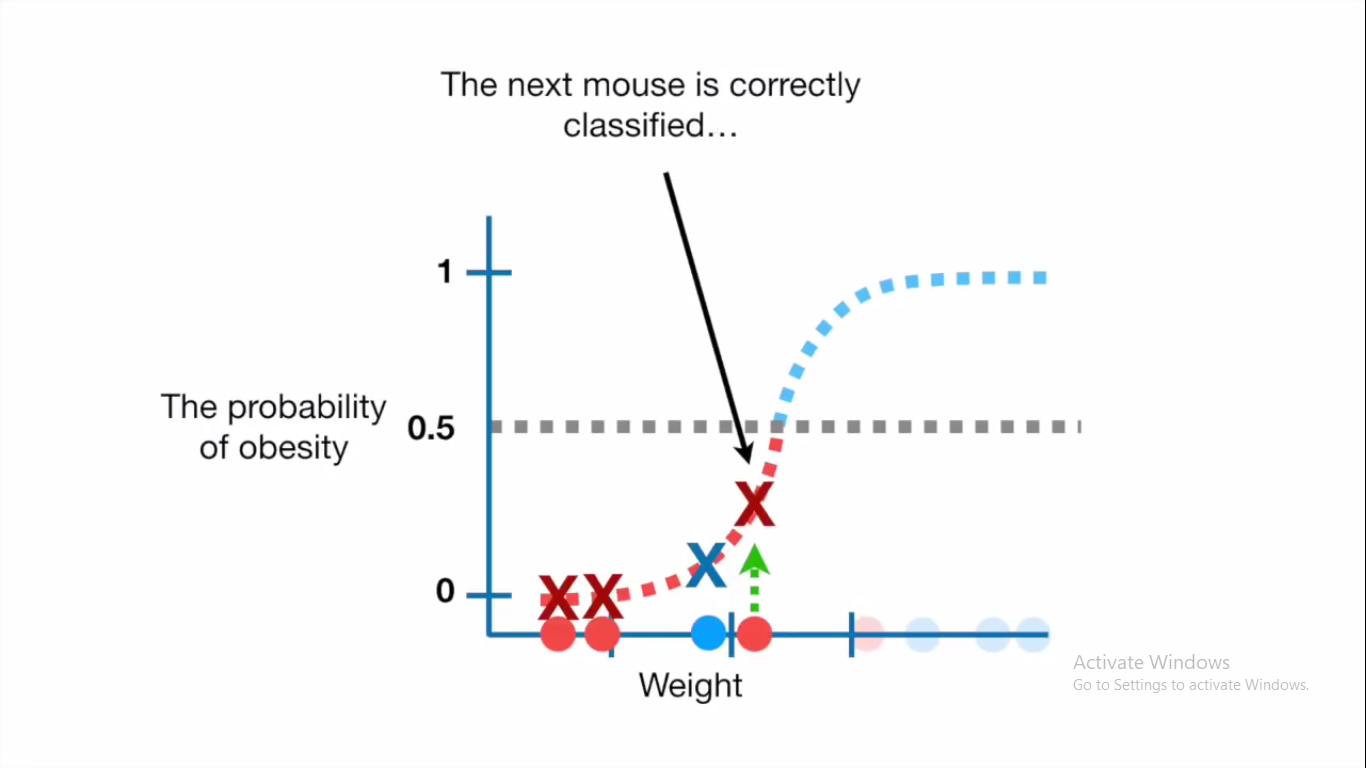 The next mouse is correctly
classified…
1
The probability
of obesity
0.5
0
X X X X
Weight
Activate Windows
Go to Settings to activate Windows.